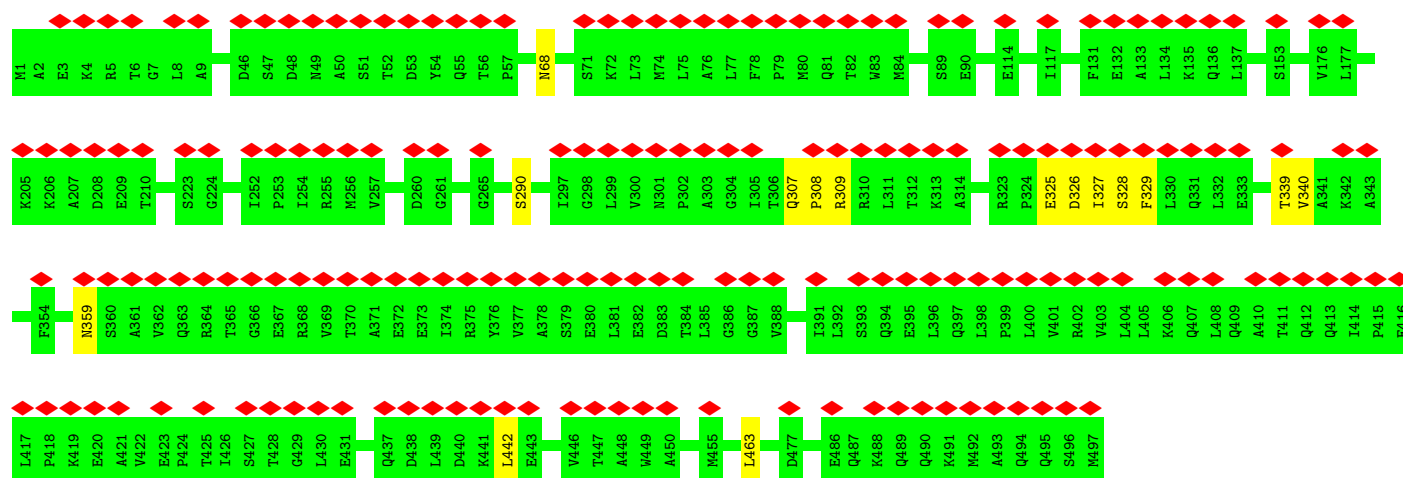 M1 A2 E3 K4 R5 T6 G7 L8 A9 D46 S47 D48 N49 A50 S51 T52 D53 Y54 Q55 T56 P57 N68 S71 K72 L73 M74 L75 A76 L77 F78 P79 M80 Q81 T82 W83 M84 S89 E90 E114 I117 F131 E132 A133 L134 K135 Q136 L137 S153 V176 L177
K205 K206 A207 D208 E209 T210 S223 G224 I252 P253 I254 R255 M256 V257 D260 G261 G265 S290 I297 G298 L299 V300 N301 P302 A303 G304 I305 T306 Q307 P308 R309 R310 L311 T312 K313 A314 R323 P324 E325 D326 I327 S328 F329 L330 Q331 L332 E333 T339 V340 A341 K342 A343
F354 N359 S360 A361 V362 Q363 R364 T365 G366 E367 R368 V369 T370 A371 E372 E373 I374 R375 Y376 V377 A378 S379 E380 L381 E382 D383 T384 L385 G386 G387 V388 I391 L392 S393 Q394 E395 L396 Q397 L398 P399 L400 V401 R402 V403 L404 L405 K406 Q407 L408 Q409 A410 T411 Q412 Q413 I414 P415
L417 P418 K419 E420 A421 V422 E423 P424 T425 I426 S427 T428 G429 L430 E431 Q437 D438 L439 D440 K441 L442 E443 V446 T447 A448 W449 A450 M455 L463 D477 E486 Q487 K488 Q489 Q490 K491 M492 A493 Q494 Q495 S496 M497